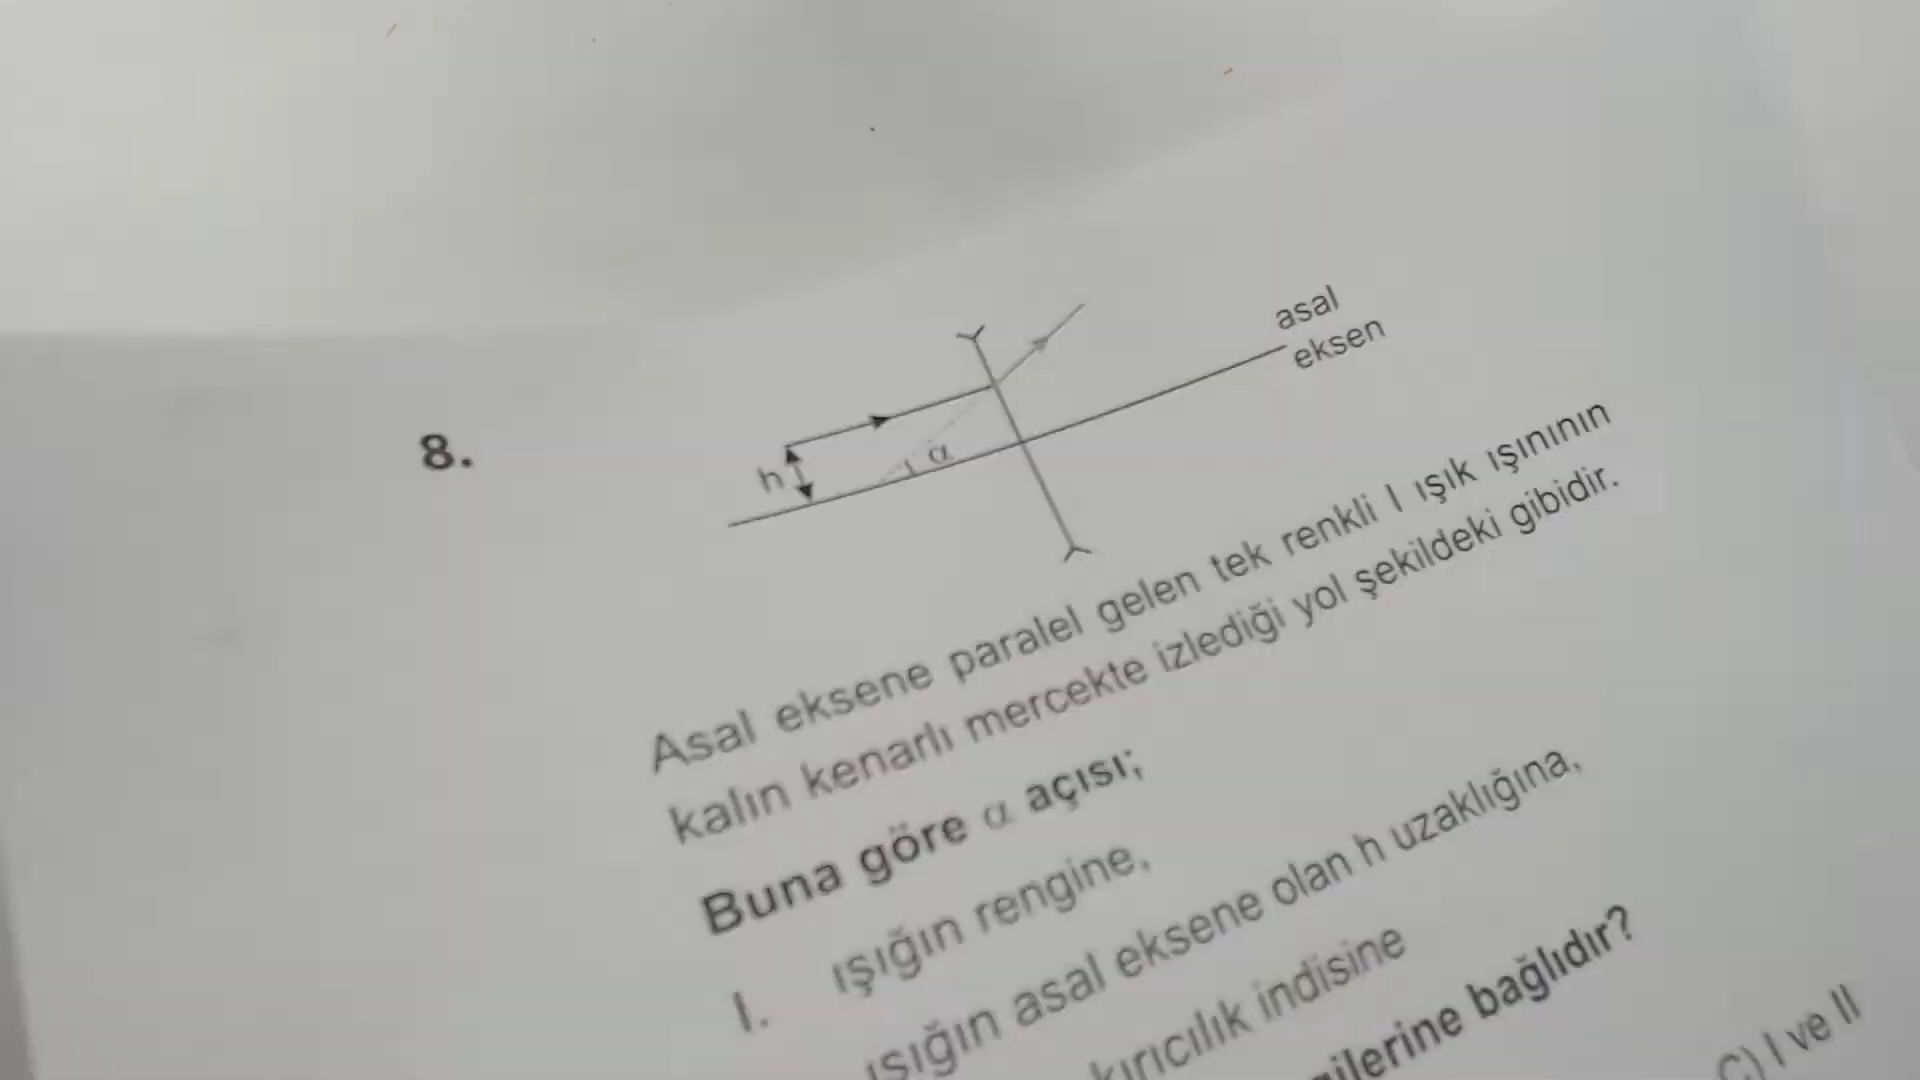 8.
asal
eksen
h
α
Asal eksene paralel gelen tek renkli I ışık ışınının
kalın kenarlı mercekte izlediği yol şekildeki gibidir.
Buna göre α açısı;
I. ışığın rengine,
ışığın asal eksene olan h uzaklığına,
kırıcılık indisine
bağlıdır?
C) I ve II